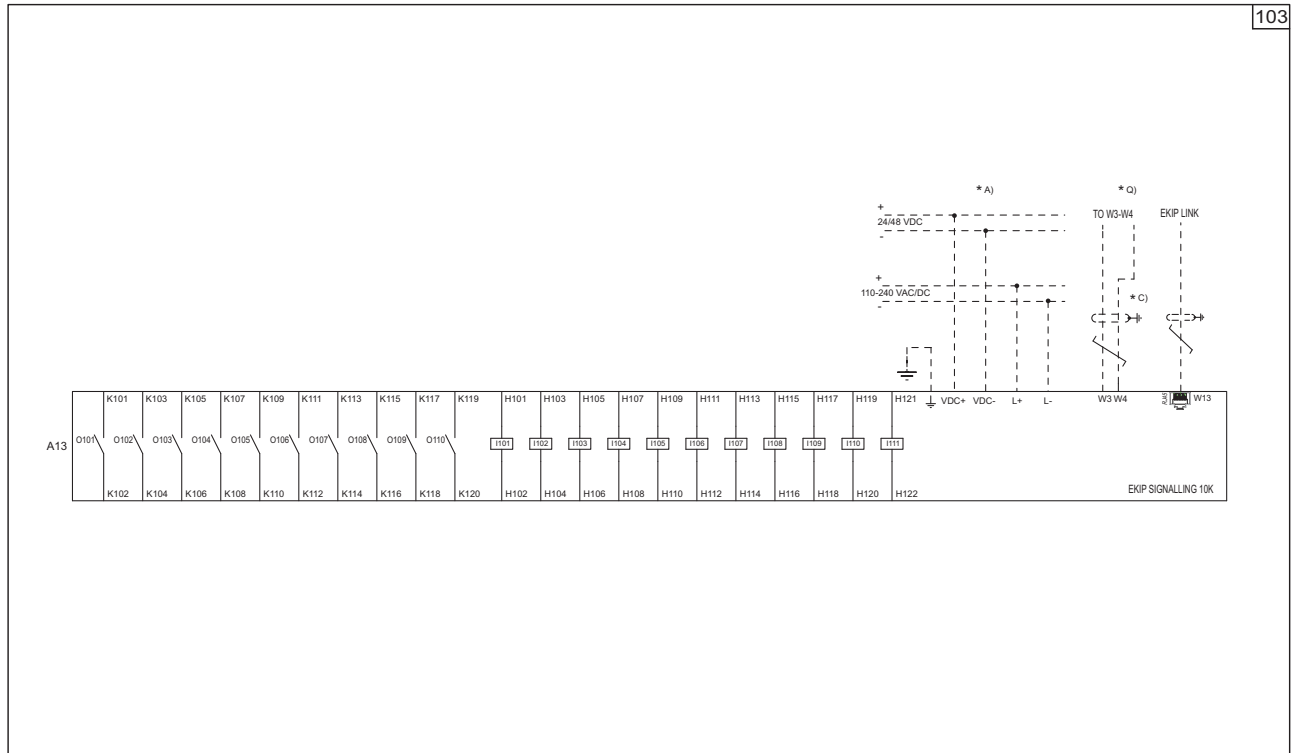 103
* A)
* Q)
+
24/48 VDC
-
TO W3-W4
EKIP LINK
+
110-240 VAC/DC
-
* C)
K101 K103 K105 K107 K109 K111 K113 K115 K117 K119 H101 H103 H105 H107 H109 H111 H113 H115 H117 H119 H121 VDC+ VDC- L+ L- W3 W4 RJ45 W13
A13 O101 O102 O103 O104 O105 O106 O107 O108 O109 O110 I101 I102 I103 I104 I105 I106 I107 I108 I109 I110 I111
K102 K104 K106 K108 K110 K112 K114 K116 K118 K120 H102 H104 H106 H108 H110 H112 H114 H116 H118 H120 H122
EKIP SIGNALLING 10K